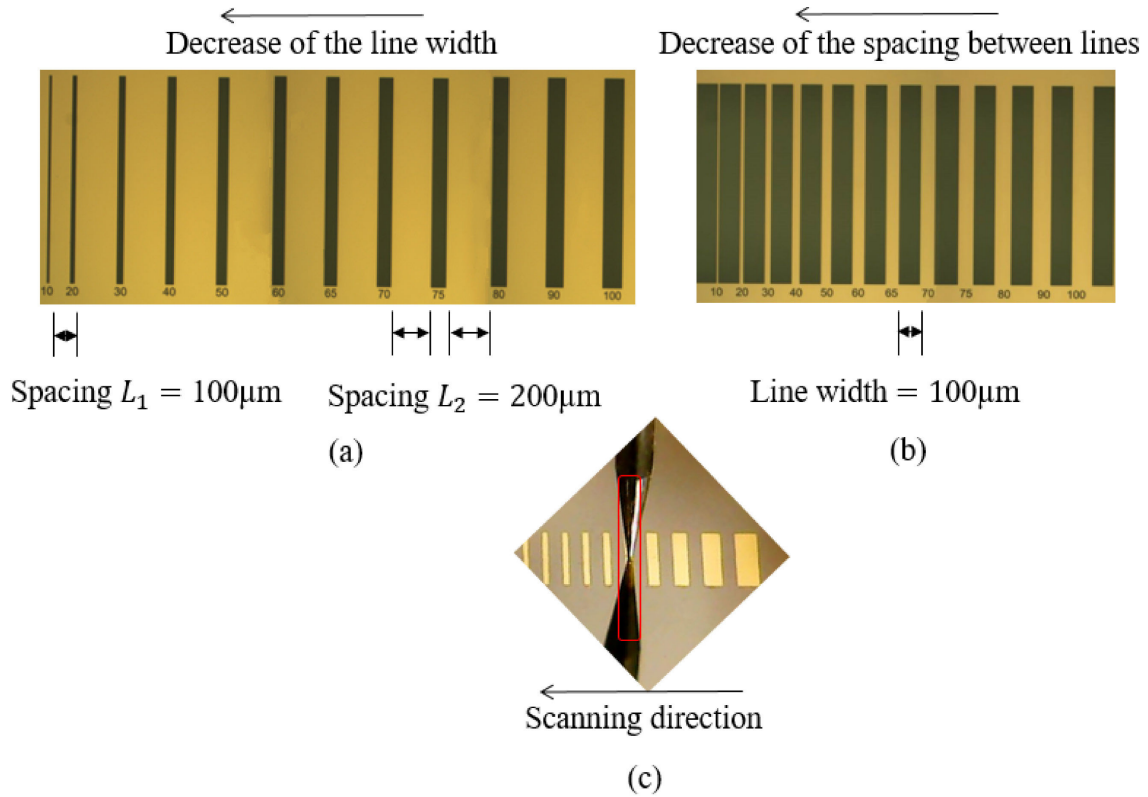 Decrease of the line width
10 20 30 40 50 60 65 70 75 80 90 100
Spacing L₁ = 100μm
Spacing L₂ = 200μm
(a)
Decrease of the spacing between lines
10 20 30 40 50 60 65 70 75 80 90 100
Line width = 100μm
(b)
Scanning direction
(c)